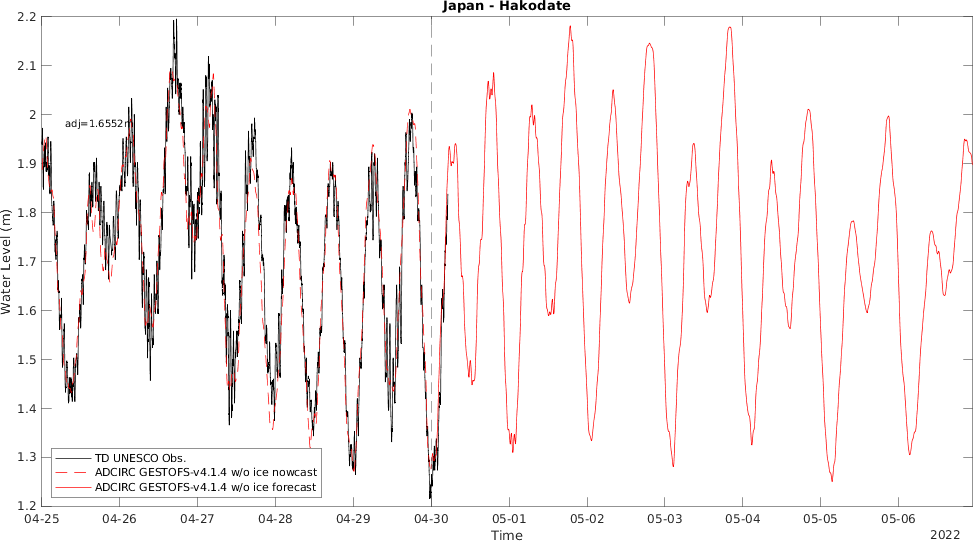 Japan - Hakodate
2.2
2.1
2
1.9
1.8
1.7
1.6
1.5
1.4
1.3
1.2
Water Level (m)
adj=1.6552m
TD UNESCO Obs.
ADCIRC GESTOFS-v4.1.4 w/o ice nowcast
ADCIRC GESTOFS-v4.1.4 w/o ice forecast
04-25 04-26 04-27 04-28 04-29 04-30 05-01 05-02 05-03 05-04 05-05 05-06
Time
2022